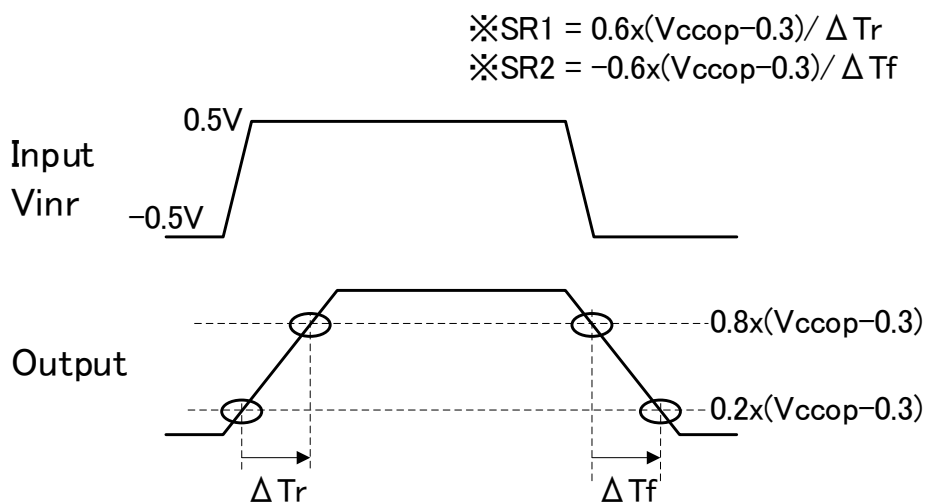 ※SR1 = 0.6x(Vccop-0.3)/ΔTr
※SR2 = -0.6x(Vccop-0.3)/ΔTf
0.5V
Input
Vinr
-0.5V
0.8x(Vccop-0.3)
Output
0.2x(Vccop-0.3)
ΔTr
ΔTf